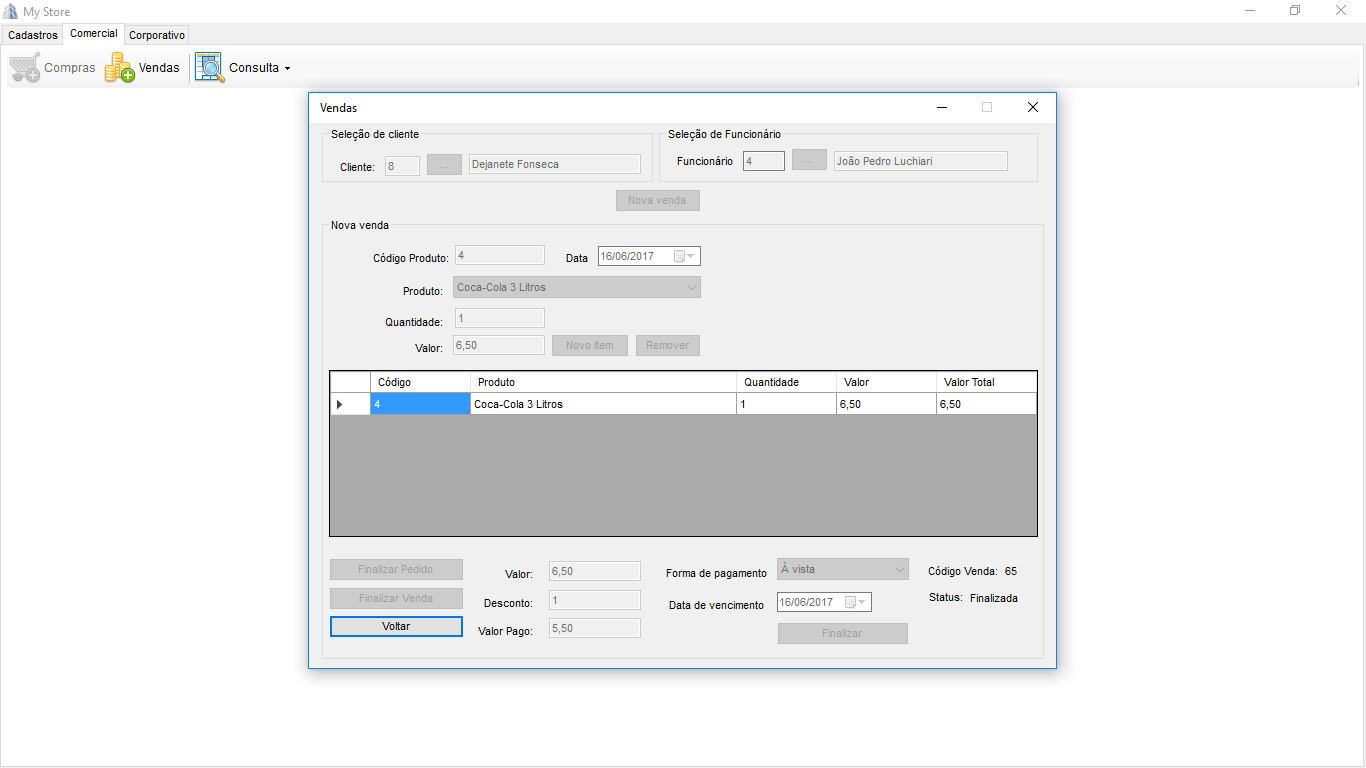 My Store
Cadastros Comercial Corporativo
Compras Vendas Consulta
Vendas
Seleção de cliente Seleção de Funcionário
Cliente: 8 ... Dejanete Fonseca Funcionário 4 ... João Pedro Luchiari
Nova venda
Nova venda
Código Produto: 4 Data 16/06/2017
Produto: Coca-Cola 3 Litros
Quantidade: 1
Valor: 6,50 Novo Item Remover
Código Produto Quantidade Valor Valor Total
4 Coca-Cola 3 Litros 1 6,50 6,50
Finalizar Pedido Valor: 6,50 Forma de pagamento À vista Código Venda: 65
Finalizar Venda Desconto: 1 Data de vencimento 16/06/2017 Status: Finalizada
Voltar Valor Pago: 5,50 Finalizar